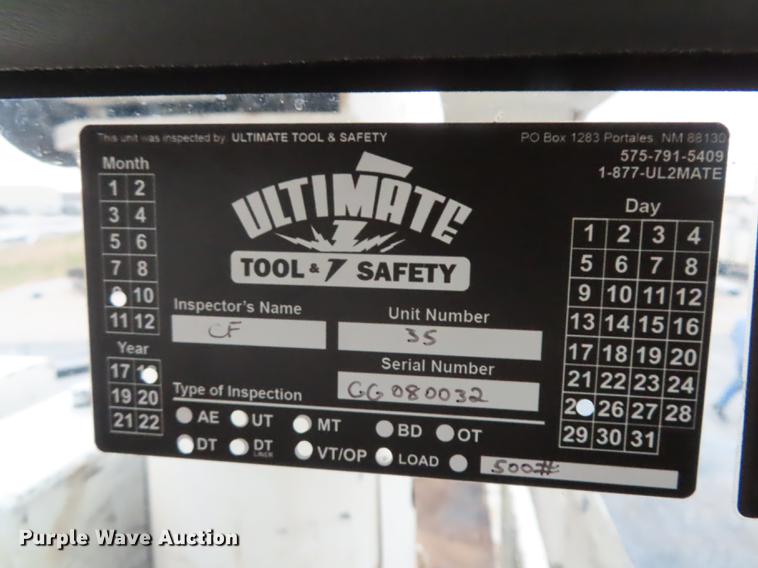 This unit was inspected by ULTIMATE TOOL & SAFETY
PO Box 1283 Portales NM 88130
575-791-5409
1-877-UL2MATE
Month
1 2
3 4
5 6
7 8
10
11 12
Year
17
19 20
21 22
ULTIMATE
TOOL & SAFETY
Inspector's Name
CF
Unit Number
35
Serial Number
GG080032
Type of Inspection
AE UT MT BD OT
DT DT LINER VT/OP LOAD 500#
Day
1 2 3 4
5 6 7 8
9 10 11 12
13 14 15 16
17 18 19 20
21 22 23 24
2 26 27 28
29 30 31
Purple Wave Auction